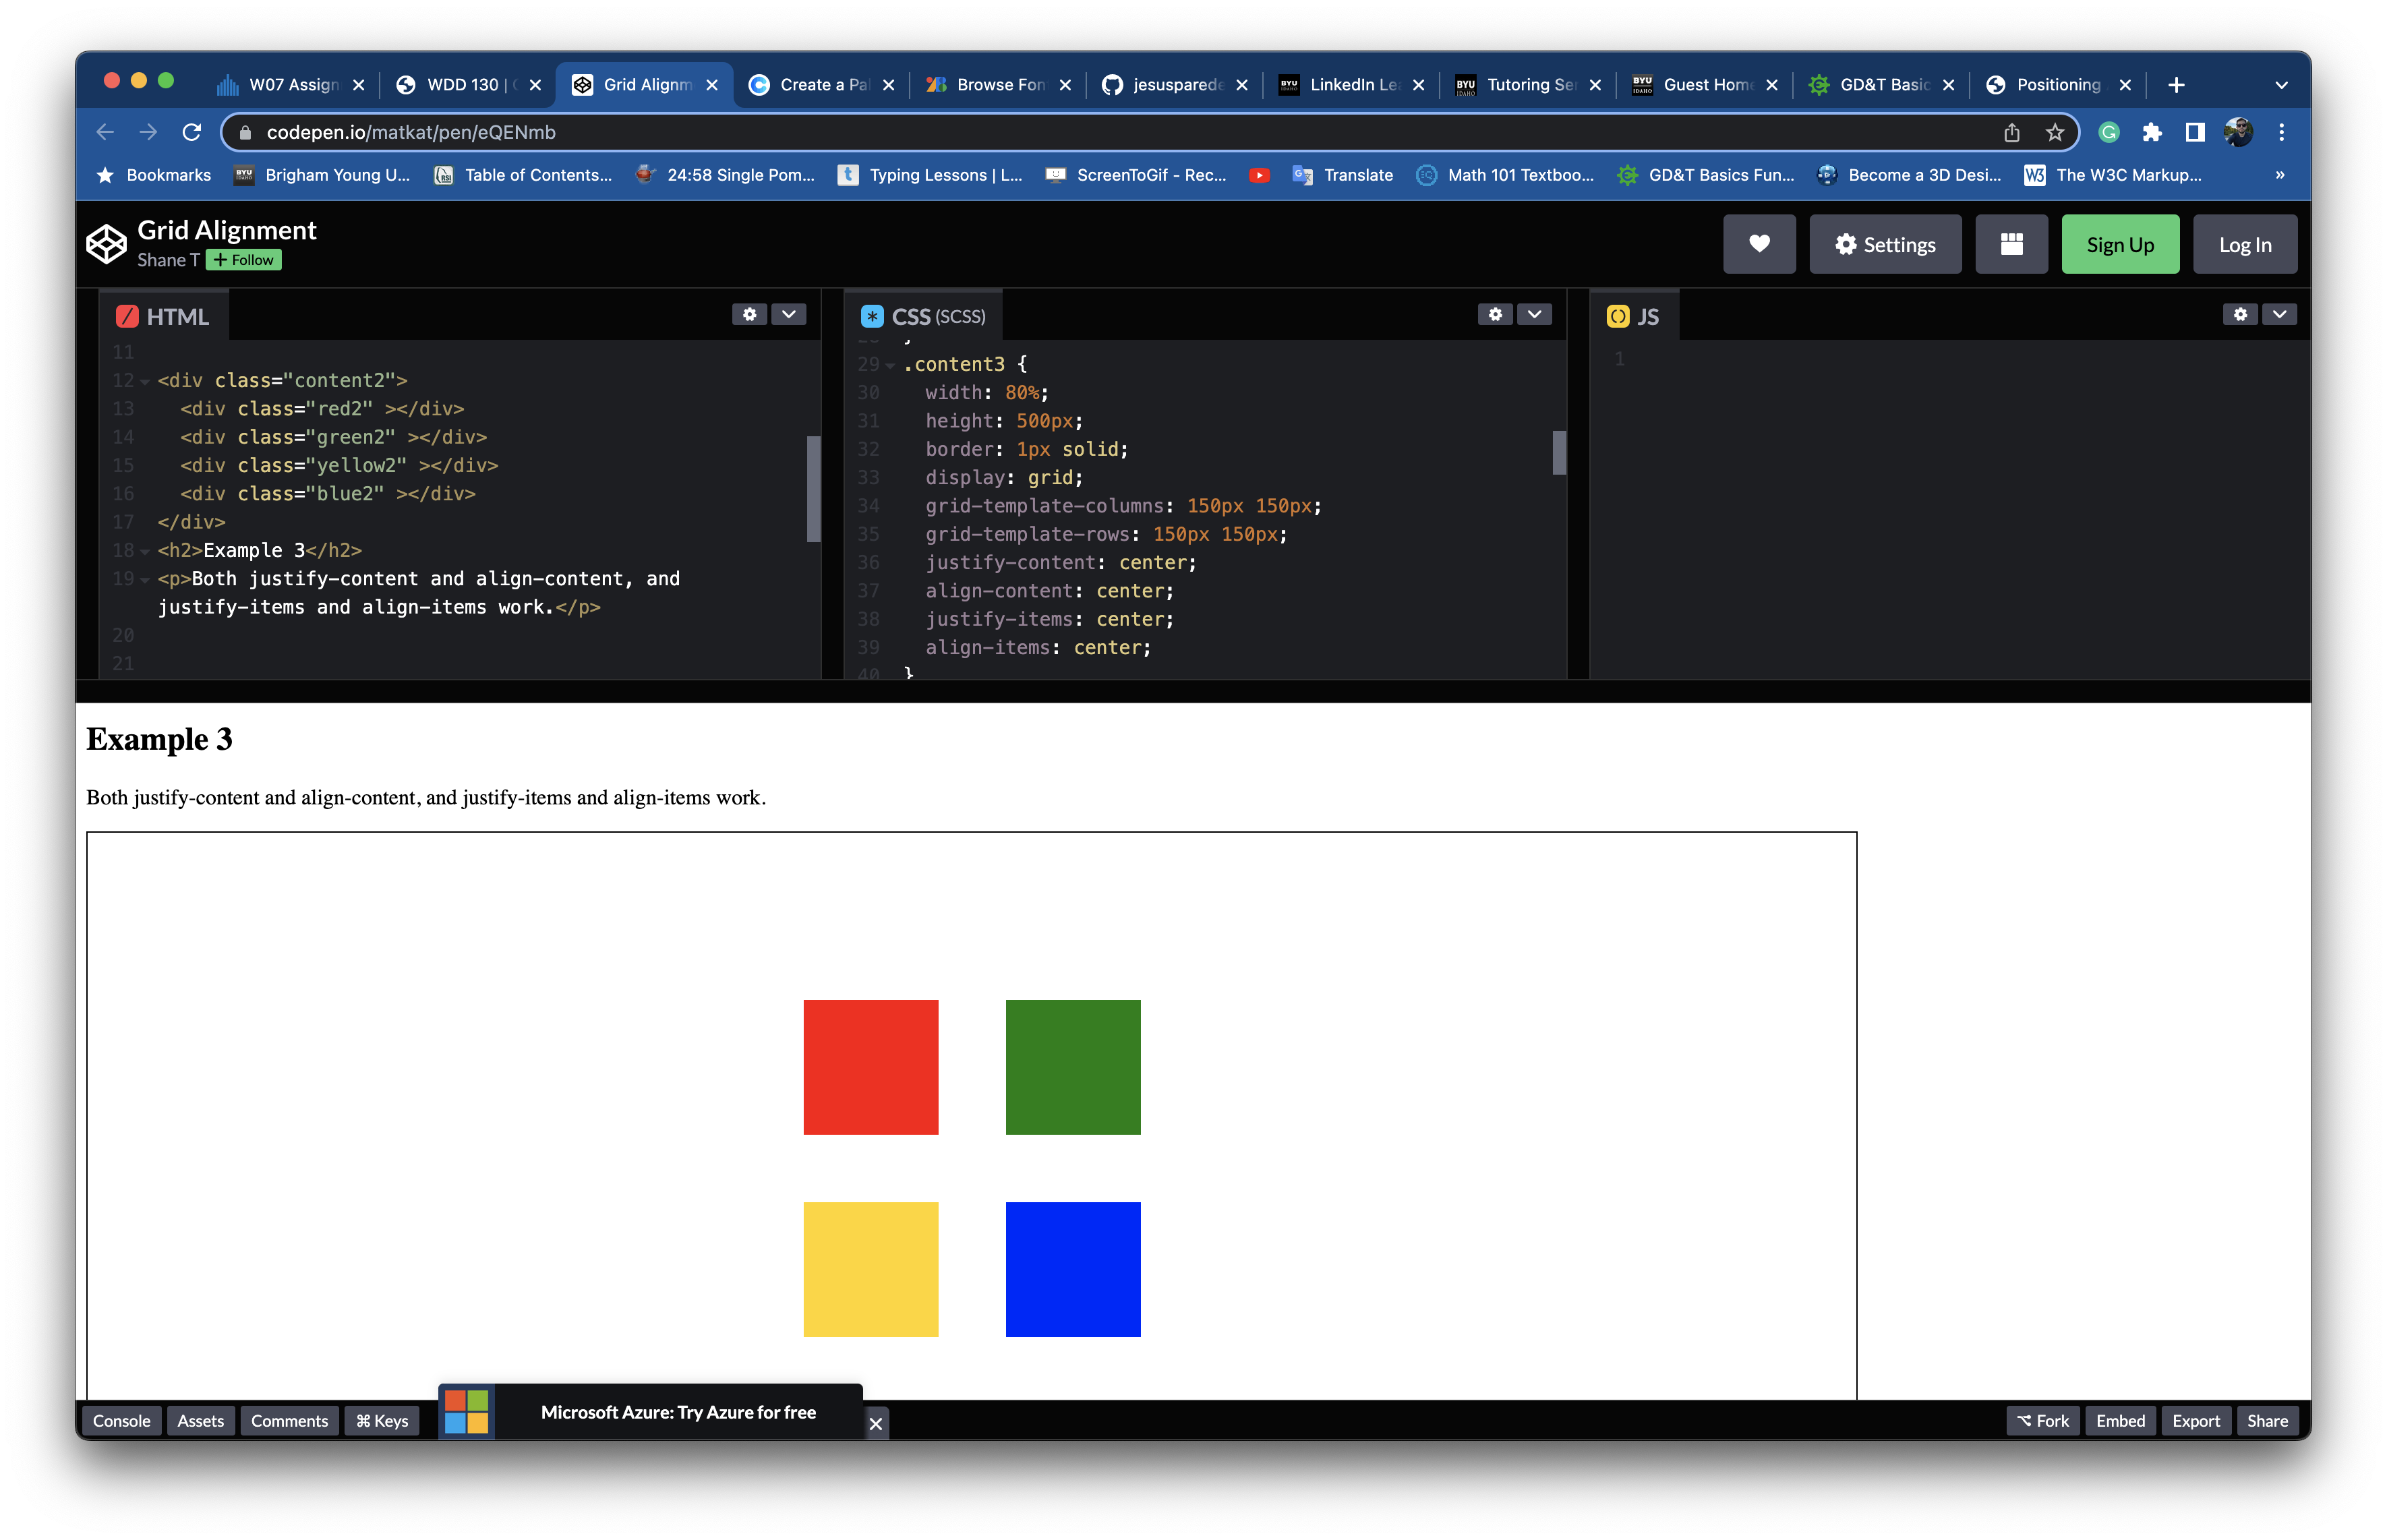 W07 Assign
WDD 130 | 
Grid Alignm
Create a Pal
Browse Fon
jesusparede
LinkedIn Le
Tutoring Ser
Guest Home
GD&T Basic
Positioning
codepen.io/matkat/pen/eQENmb
Bookmarks
Brigham Young U...
Table of Contents...
24:58 Single Pom...
Typing Lessons | L...
ScreenToGif - Rec...
Translate
Math 101 Textboo...
GD&T Basics Fun...
Become a 3D Desi...
The W3C Markup...
»
Grid Alignment
Shane T
+ Follow
Settings
Sign Up
Log In
HTML
11
12 <div class="content2">
13 <div class="red2" ></div>
14 <div class="green2" ></div>
15 <div class="yellow2" ></div>
16 <div class="blue2" ></div>
17 </div>
18 <h2>Example 3</h2>
19 <p>Both justify-content and align-content, and
justify-items and align-items work.</p>
20
21
CSS (SCSS)
29 .content3 {
30 width: 80%;
31 height: 500px;
32 border: 1px solid;
33 display: grid;
34 grid-template-columns: 150px 150px;
35 grid-template-rows: 150px 150px;
36 justify-content: center;
37 align-content: center;
38 justify-items: center;
39 align-items: center;
40 }
JS
1
Example 3
Both justify-content and align-content, and justify-items and align-items work.
Console
Assets
Comments
⌘ Keys
Microsoft Azure: Try Azure for free
Fork
Embed
Export
Share